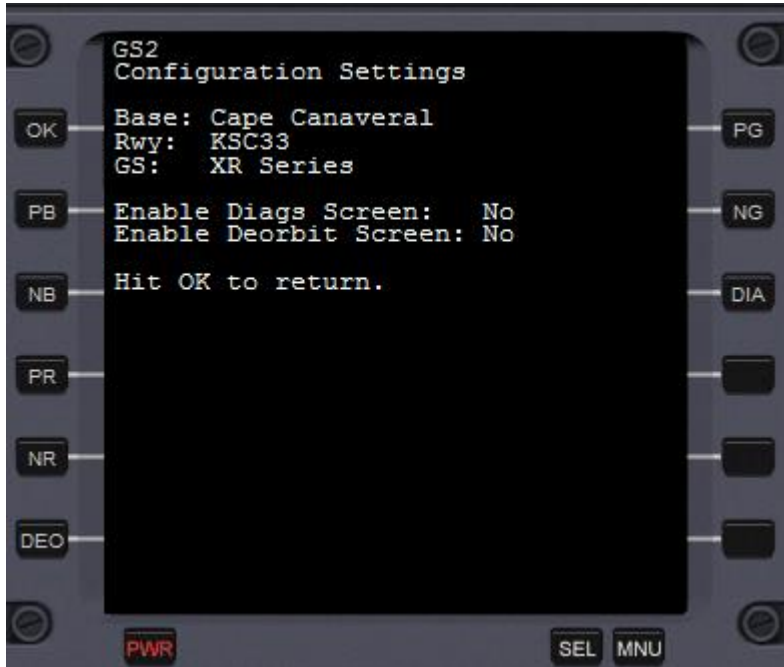 GS2
Configuration Settings
Base: Cape Canaveral
Rwy: KSC33
GS: XR Series
Enable Diags Screen: No
Enable Deorbit Screen: No
Hit OK to return.
OK
PB
NB
PR
NR
DEO
PG
NG
DIA
PWR
SEL
MNU